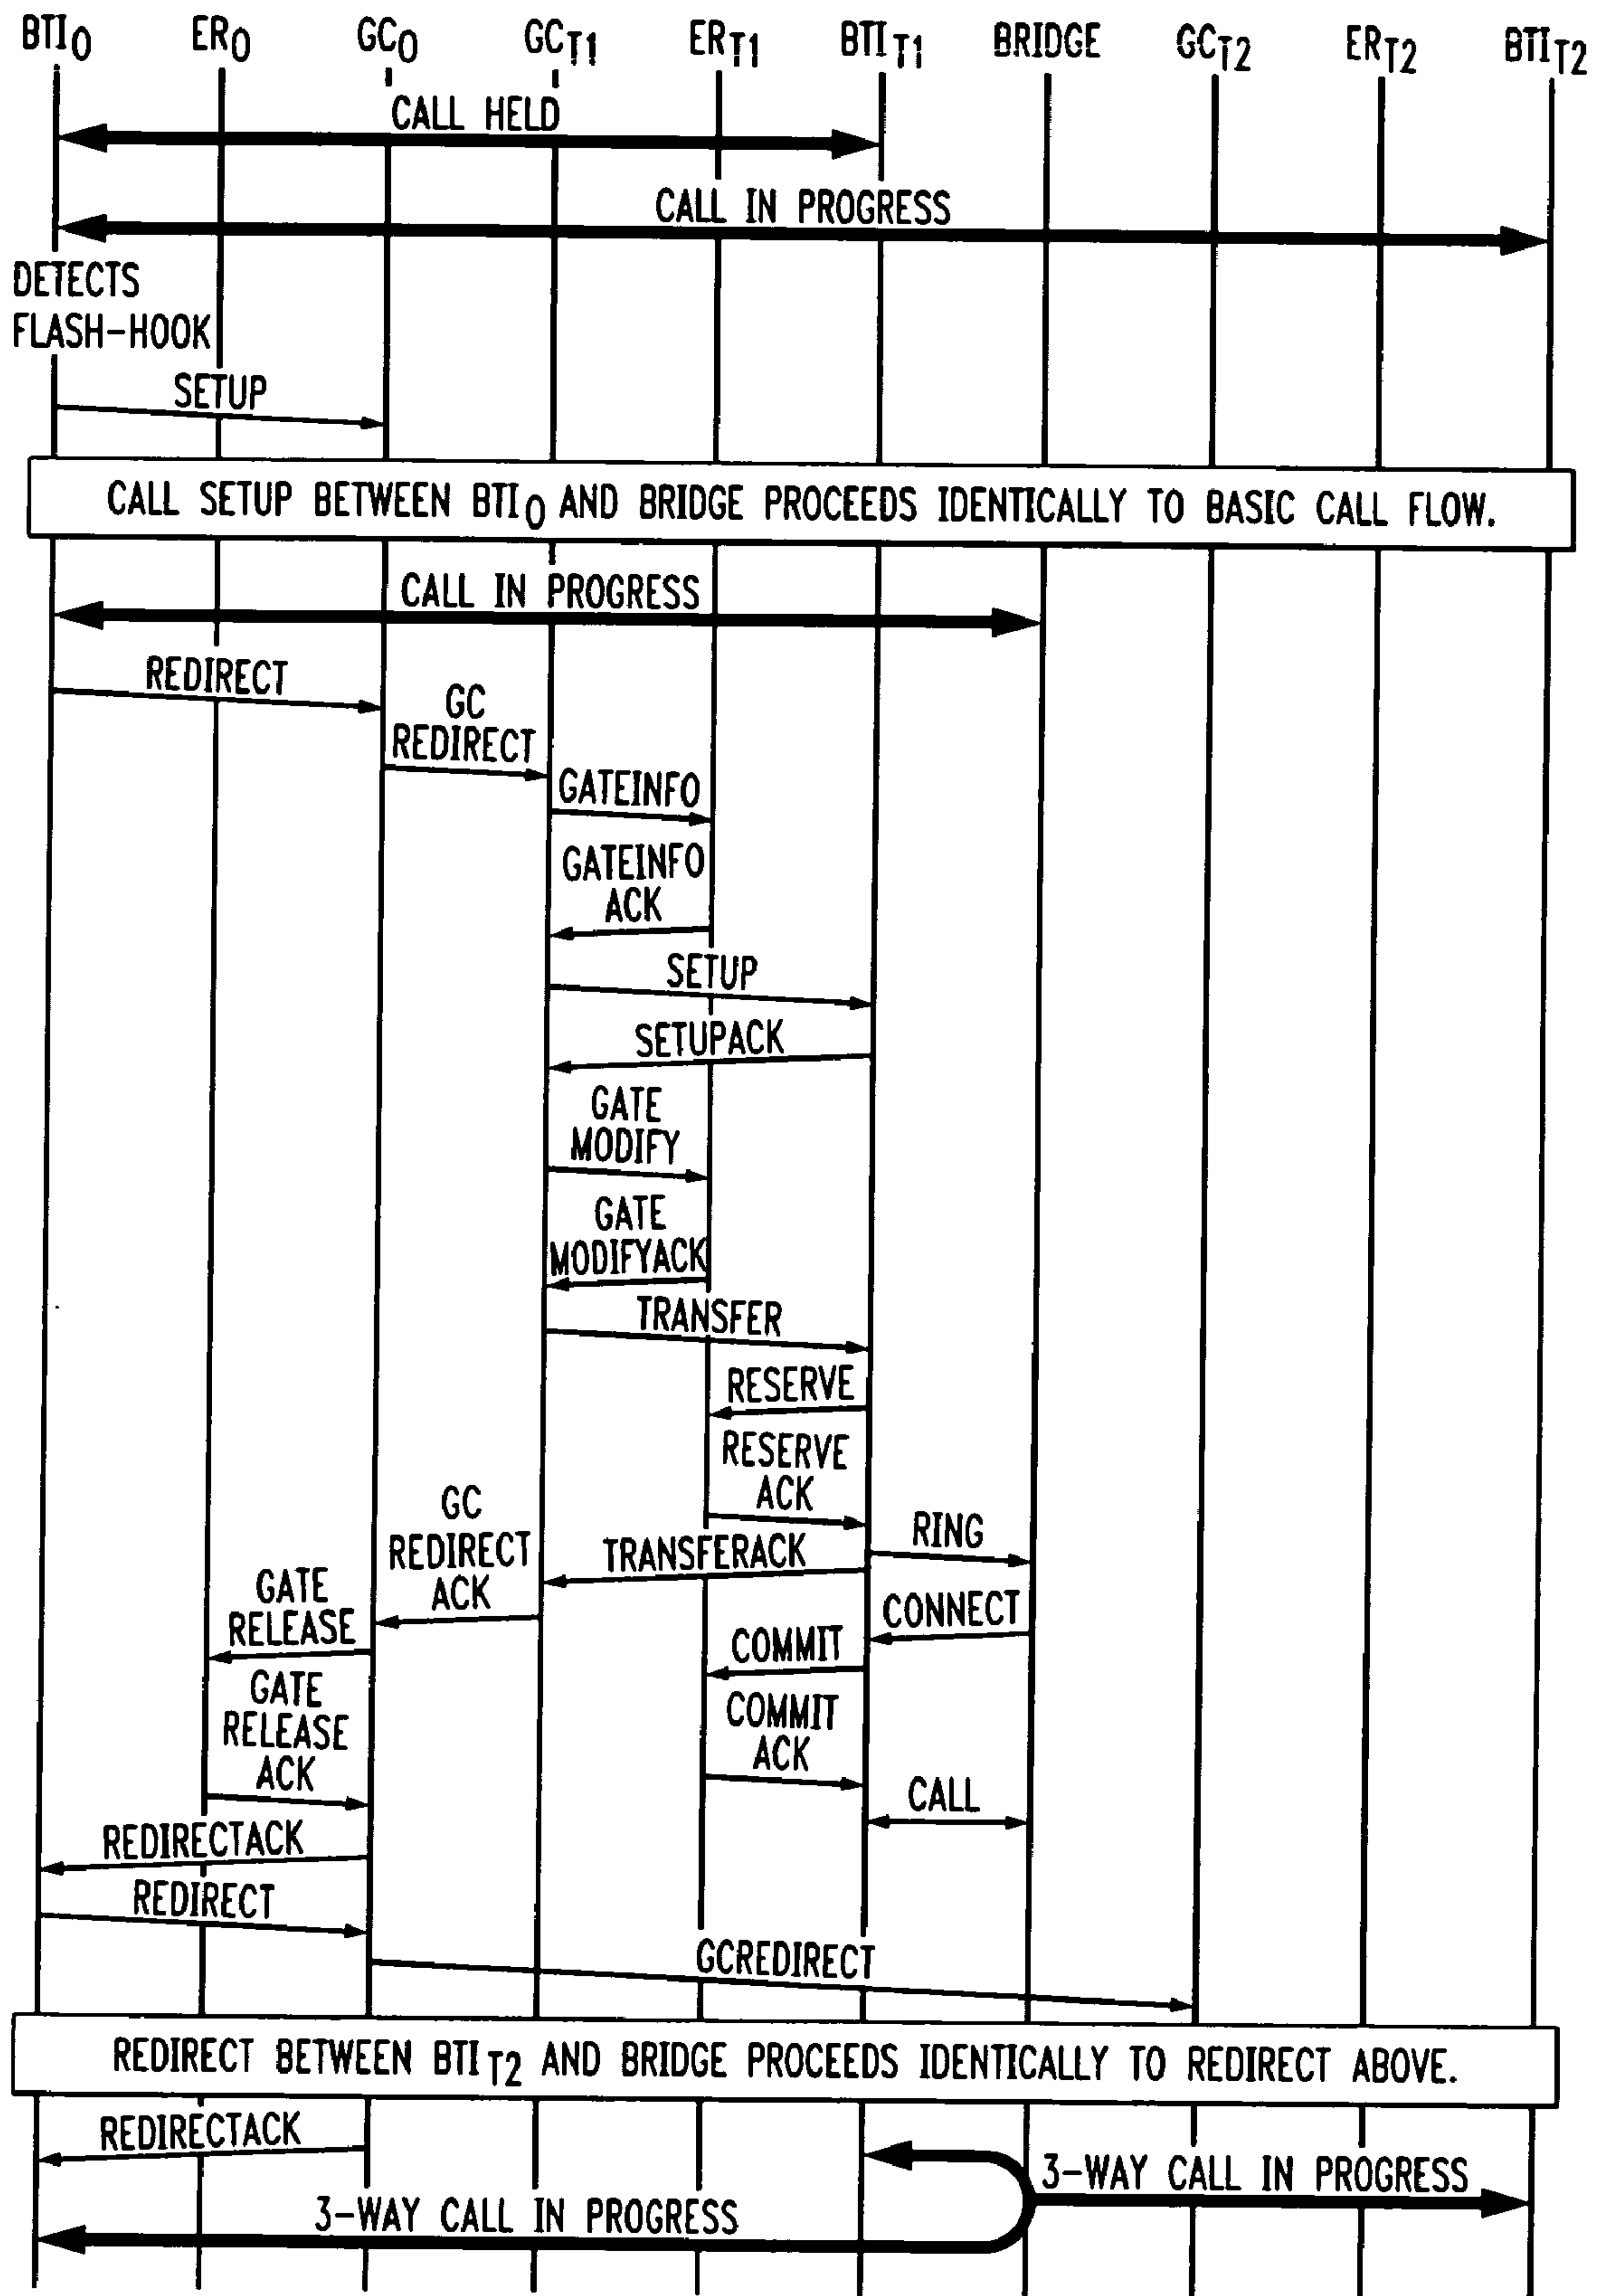 BTIO ERO GCO GCT1 ERT1 BTIT1 BRIDGE GCT2 ERT2 BTIT2
CALL HELD
CALL IN PROGRESS
DETECTS
FLASH-HOOK
SETUP
CALL SETUP BETWEEN BTIO AND BRIDGE PROCEEDS IDENTICALLY TO BASIC CALL FLOW.
CALL IN PROGRESS
REDIRECT
GC
REDIRECT
GATEINFO
GATEINFO
ACK
SETUP
SETUPACK
GATE
MODIFY
GATE
MODIFYACK
TRANSFER
RESERVE
RESERVE
ACK
RING
TRANSFERACK
GC
REDIRECT
ACK
CONNECT
GATE
RELEASE
COMMIT
GATE
RELEASE
ACK
COMMIT
ACK
CALL
REDIRECTACK
REDIRECT
GCREDIRECT
REDIRECT BETWEEN BTIT2 AND BRIDGE PROCEEDS IDENTICALLY TO REDIRECT ABOVE.
REDIRECTACK
3-WAY CALL IN PROGRESS
3-WAY CALL IN PROGRESS